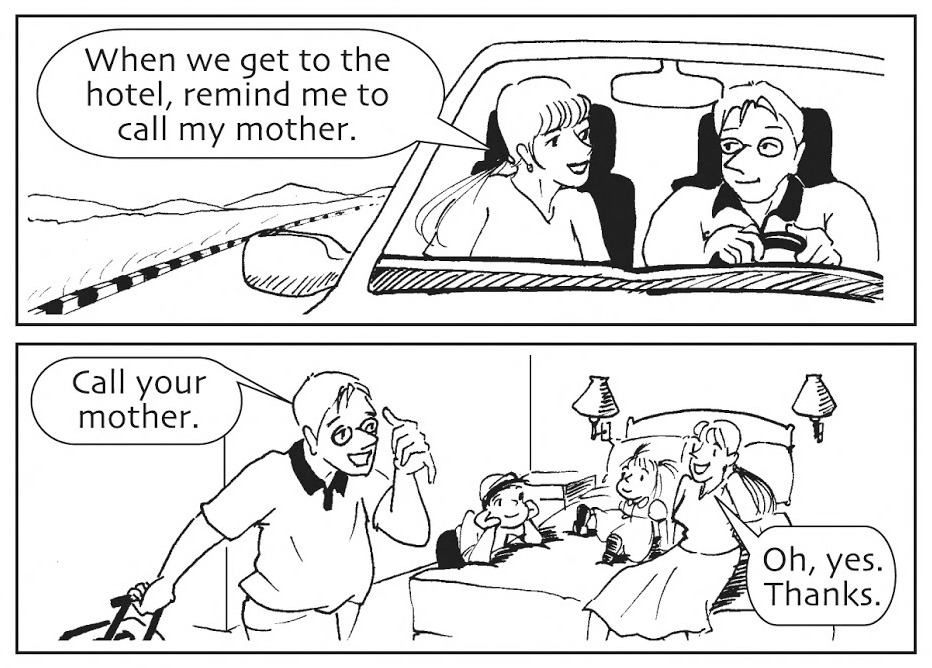 When we get to the
hotel, remind me to
call my mother.
Call your
mother.
Oh, yes.
Thanks.